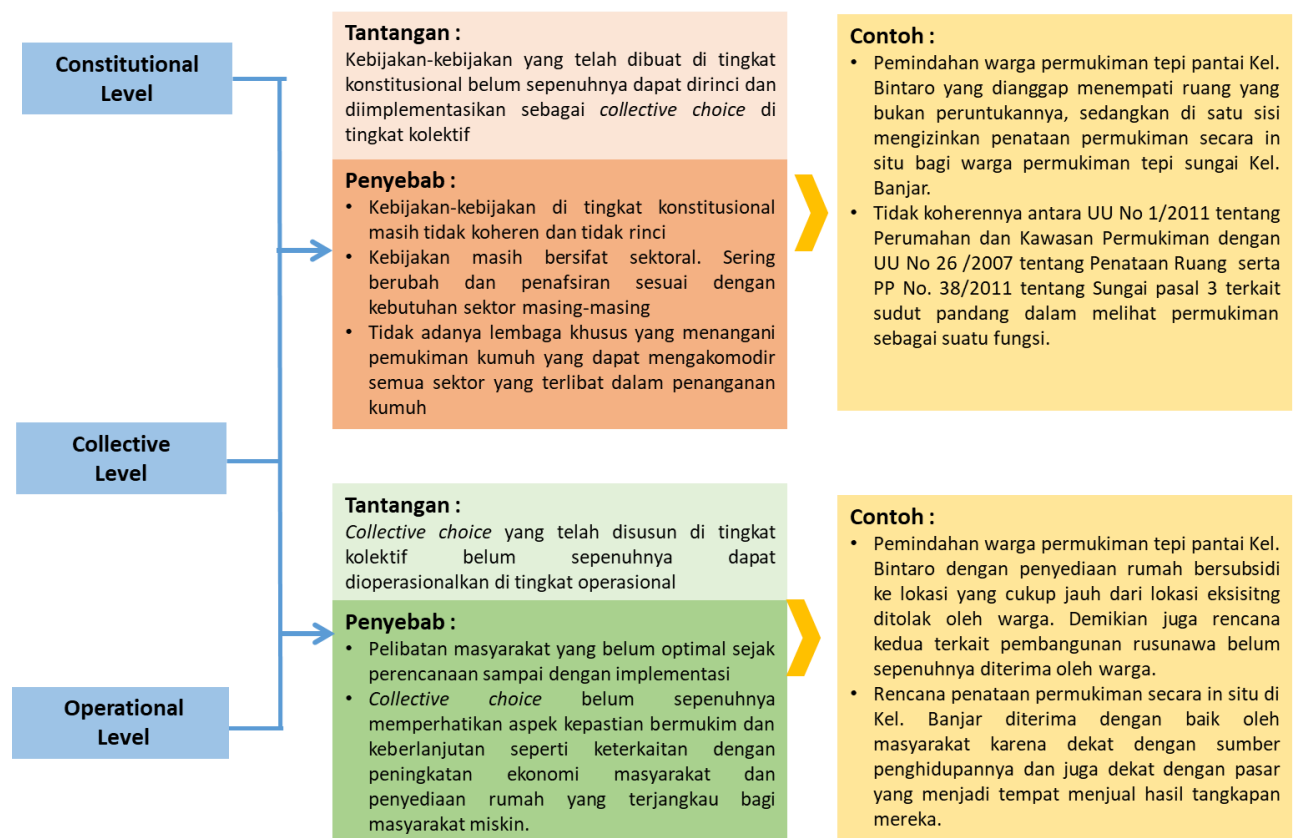 Constitutional
Level
Tantangan :
Kebijakan-kebijakan yang telah dibuat di tingkat
konstitusional belum sepenuhnya dapat dirinci dan
diimplementasikan sebagai collective choice di
tingkat kolektif
Penyebab :
• Kebijakan-kebijakan di tingkat konstitusional
masih tidak koheren dan tidak rinci
• Kebijakan masih bersifat sektoral. Sering
berubah dan penafsiran sesuai dengan
kebutuhan sektor masing-masing
• Tidak adanya lembaga khusus yang menangani
pemukiman kumuh yang dapat mengakomodir
semua sektor yang terlibat dalam penanganan
kumuh
Contoh :
• Pemindahan warga permukiman tepi pantai Kel.
Bintaro yang dianggap menempati ruang yang
bukan peruntukannya, sedangkan di satu sisi
mengizinkan penataan permukiman secara in
situ bagi warga permukiman tepi sungai Kel.
Banjar.
• Tidak koherennya antara UU No 1/2011 tentang
Perumahan dan Kawasan Permukiman dengan
UU No 26 /2007 tentang Penataan Ruang serta
PP No. 38/2011 tentang Sungai pasal 3 terkait
sudut pandang dalam melihat permukiman
sebagai suatu fungsi.
Collective
Level
Tantangan :
Collective choice yang telah disusun di tingkat
kolektif belum sepenuhnya dapat
dioperasionalkan di tingkat operasional
Penyebab :
• Pelibatan masyarakat yang belum optimal sejak
perencanaan sampai dengan implementasi
• Collective choice belum sepenuhnya
memperhatikan aspek kepastian bermukim dan
keberlanjutan seperti keterkaitan dengan
peningkatan ekonomi masyarakat dan
penyediaan rumah yang terjangkau bagi
masyarakat miskin.
Contoh :
• Pemindahan warga permukiman tepi pantai Kel.
Bintaro dengan penyediaan rumah bersubsidi
ke lokasi yang cukup jauh dari lokasi eksisitng
ditolak oleh warga. Demikian juga rencana
kedua terkait pembangunan rusunawa belum
sepenuhnya diterima oleh warga.
• Rencana penataan permukiman secara in situ di
Kel. Banjar diterima dengan baik oleh
masyarakat karena dekat dengan sumber
penghidupannya dan juga dekat dengan pasar
yang menjadi tempat menjual hasil tangkapan
mereka.
Operational
Level